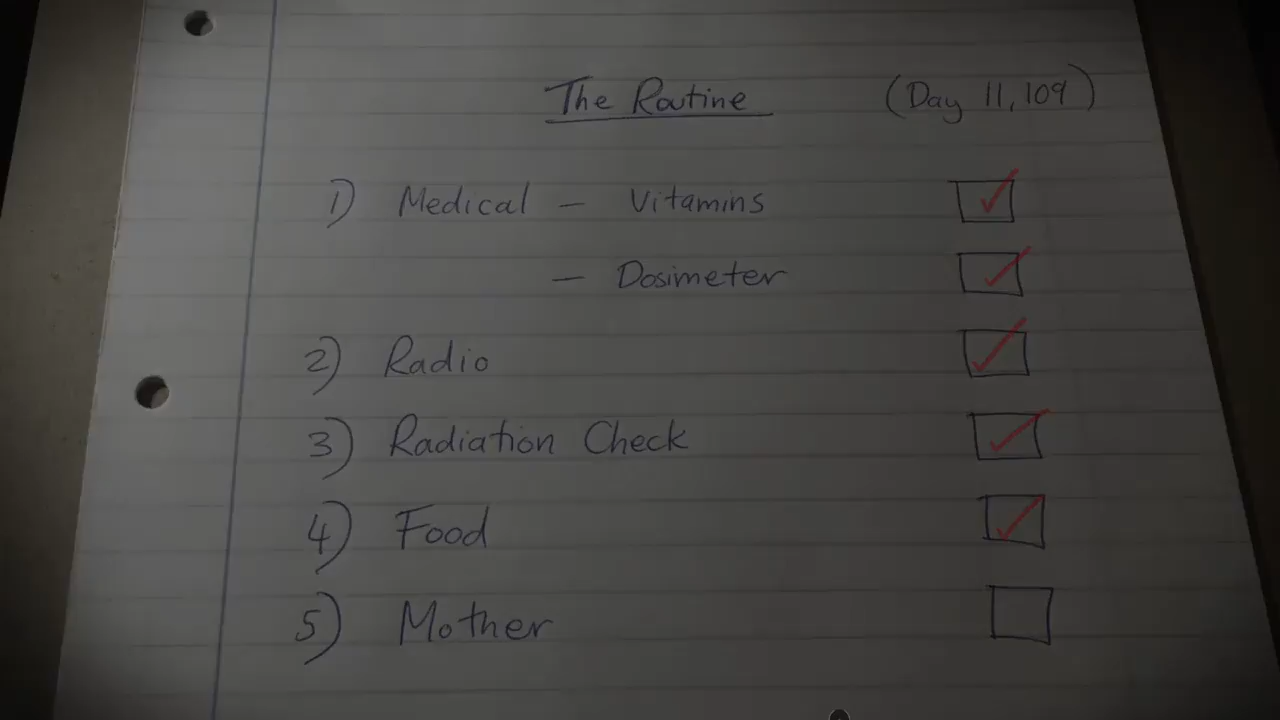 The Routine (Day 11,109)
1) Medical - Vitamins
- Dosimeter
2) Radio
3) Radiation Check
4) Food
5) Mother